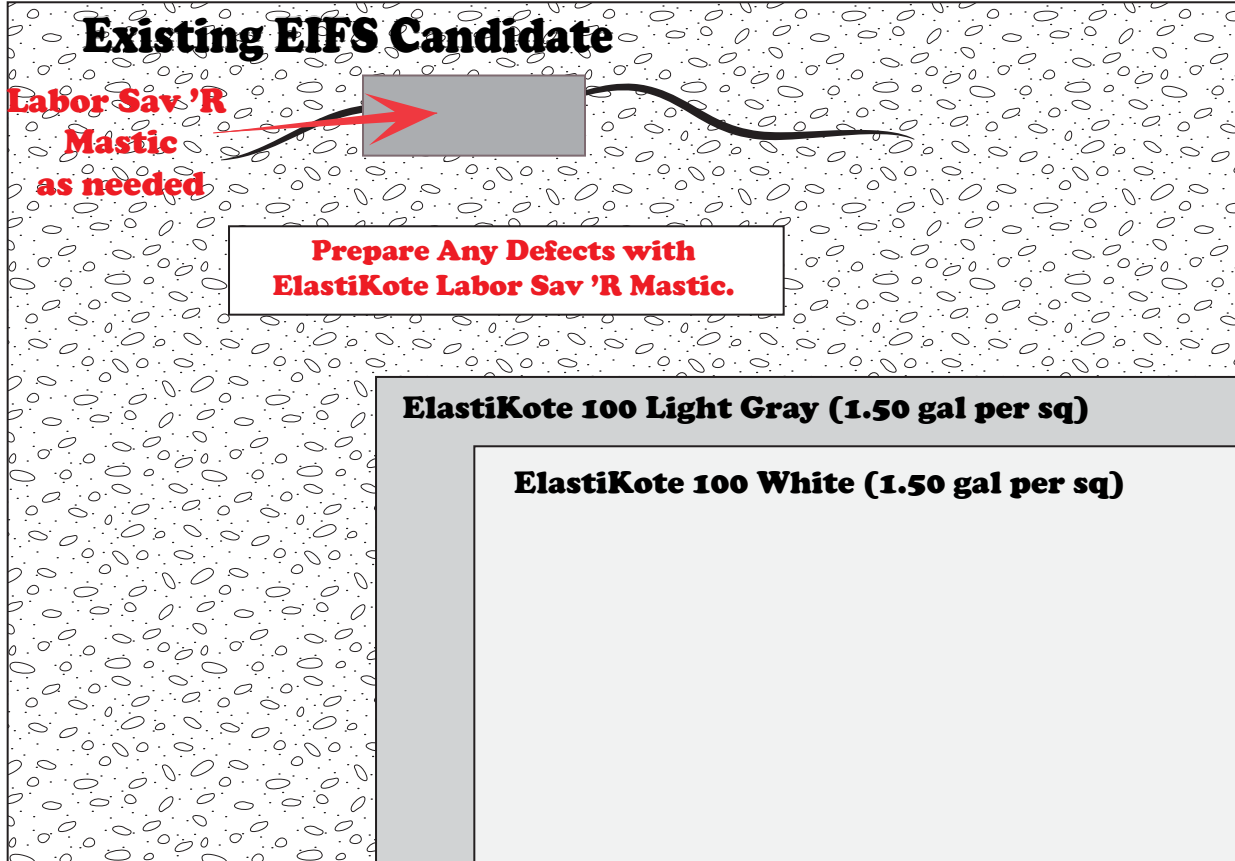 Existing EIFS Candidate
Labor Sav ’R
Mastic
as needed
Prepare Any Defects with
ElastiKote Labor Sav ’R Mastic.
ElastiKote 100 Light Gray (1.50 gal per sq)
ElastiKote 100 White (1.50 gal per sq)